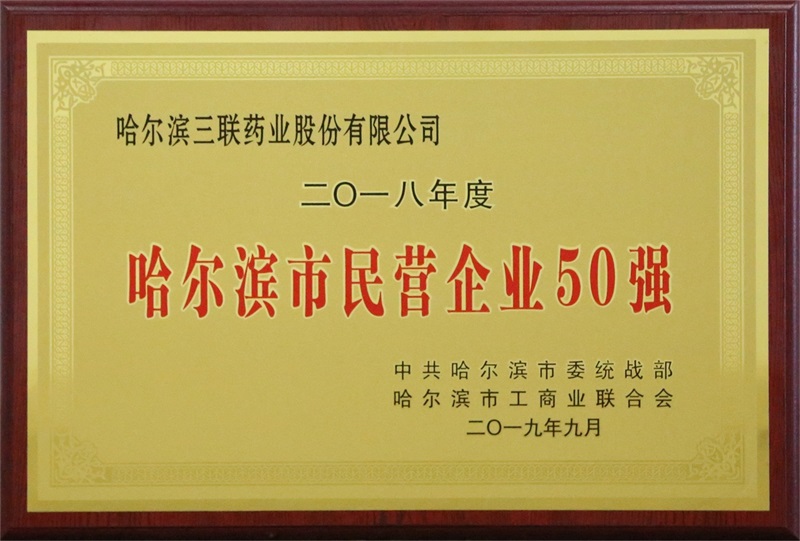 哈尔滨三联药业股份有限公司
二〇一八年度
哈尔滨市民营企业50强
中共哈尔滨市委统战部
哈尔滨市工商业联合会
二〇一九年九月